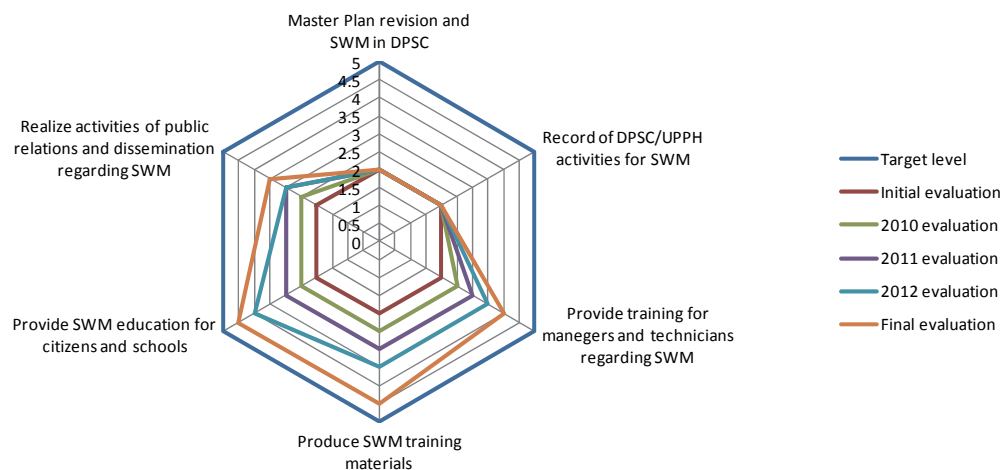 Master Plan revision and
SWM in DPSC
5
4.5
4
3.5
3
2.5
2
1.5
1
0.5
0
Record of DPSC/UPPH
activities for SWM
Provide training for
manegers and technicians
regarding SWM
Produce SWM training
materials
Provide SWM education for
citizens and schools
Realize activities of public
relations and dissemination
regarding SWM
Target level
Initial evaluation
2010 evaluation
2011 evaluation
2012 evaluation
Final evaluation